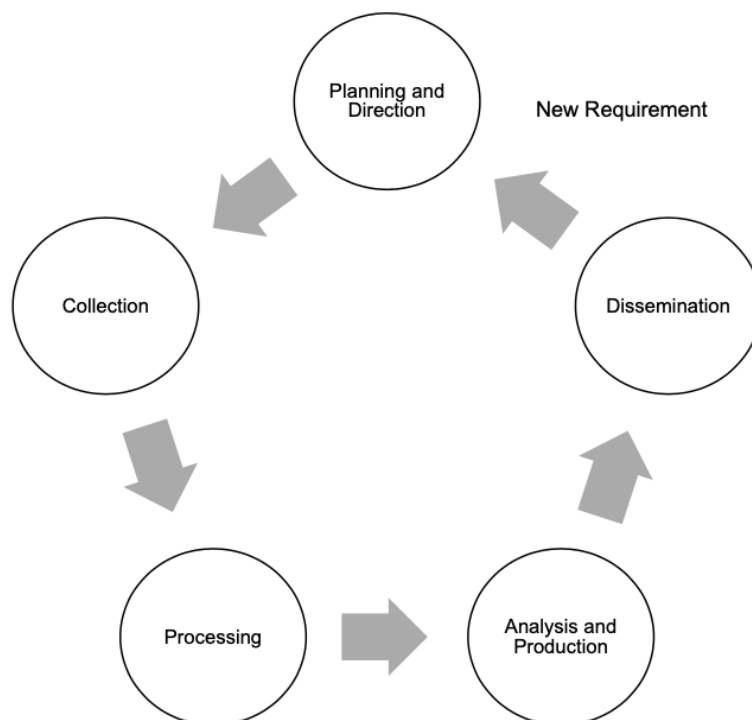 Planning and
Direction
New Requirement
Collection
Dissemination
Processing
Analysis and
Production